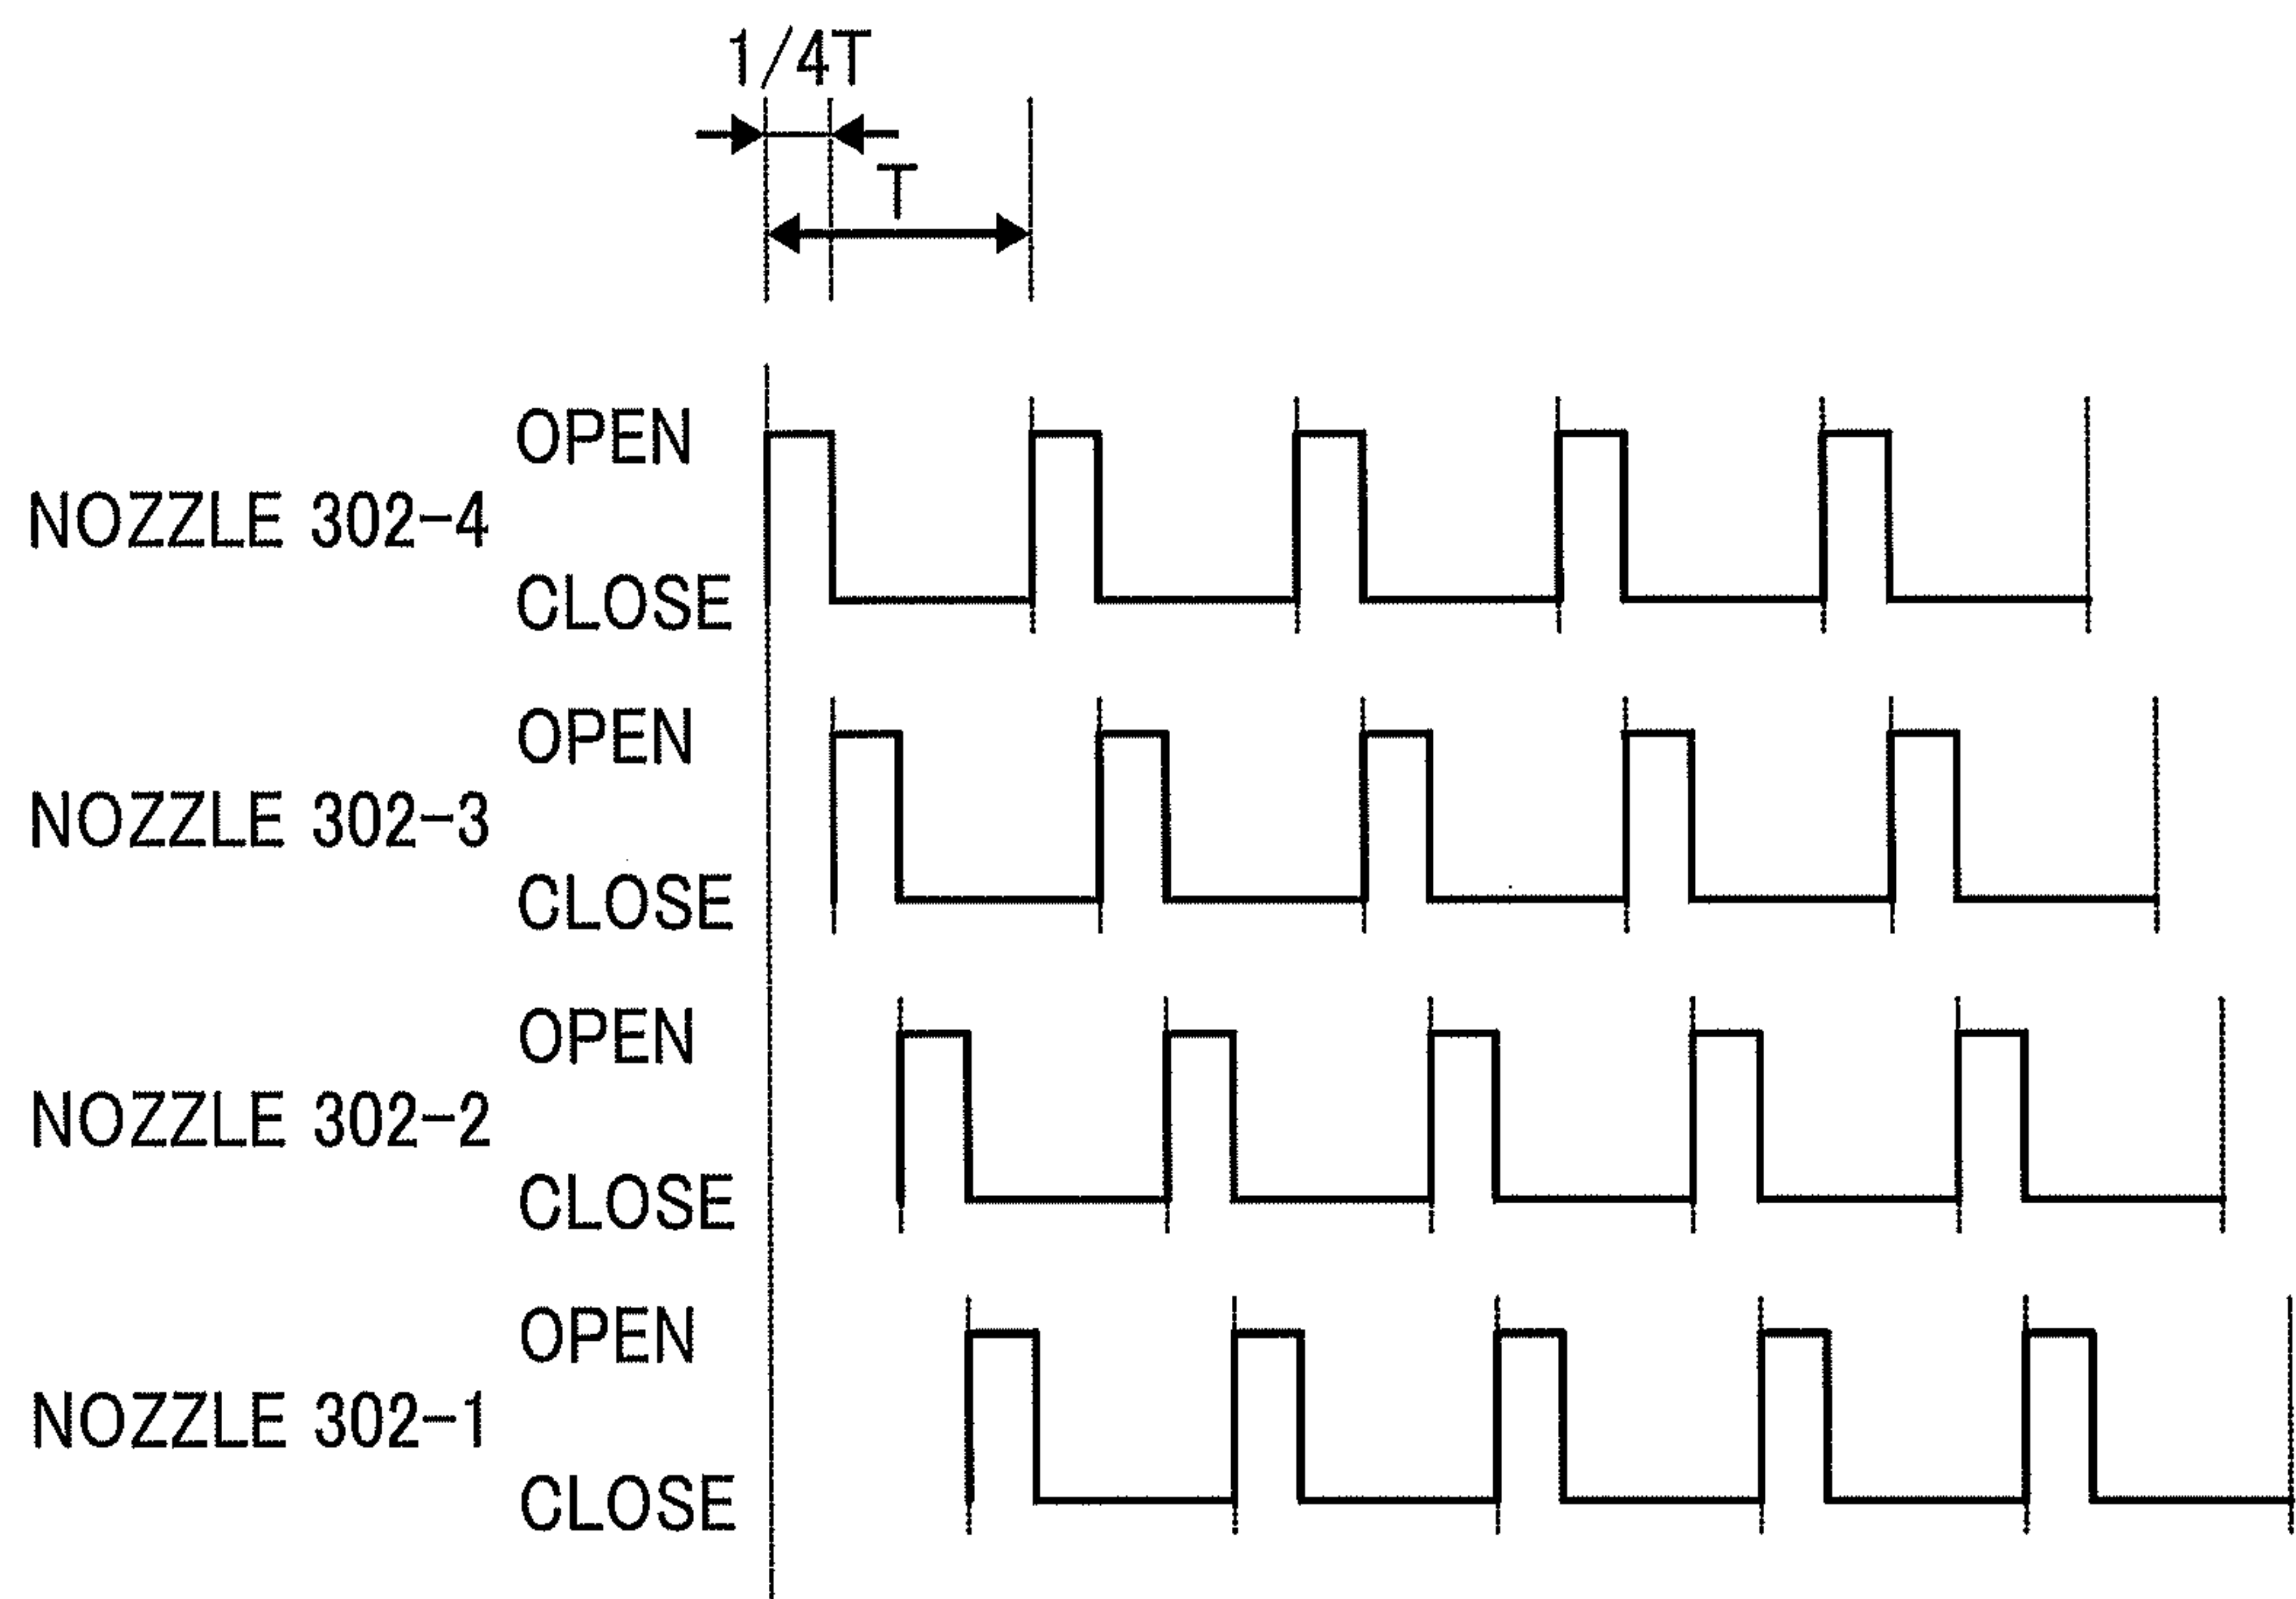 1/4T
T
OPEN
NOZZLE 302-4
CLOSE
OPEN
NOZZLE 302-3
CLOSE
OPEN
NOZZLE 302-2
CLOSE
OPEN
NOZZLE 302-1
CLOSE